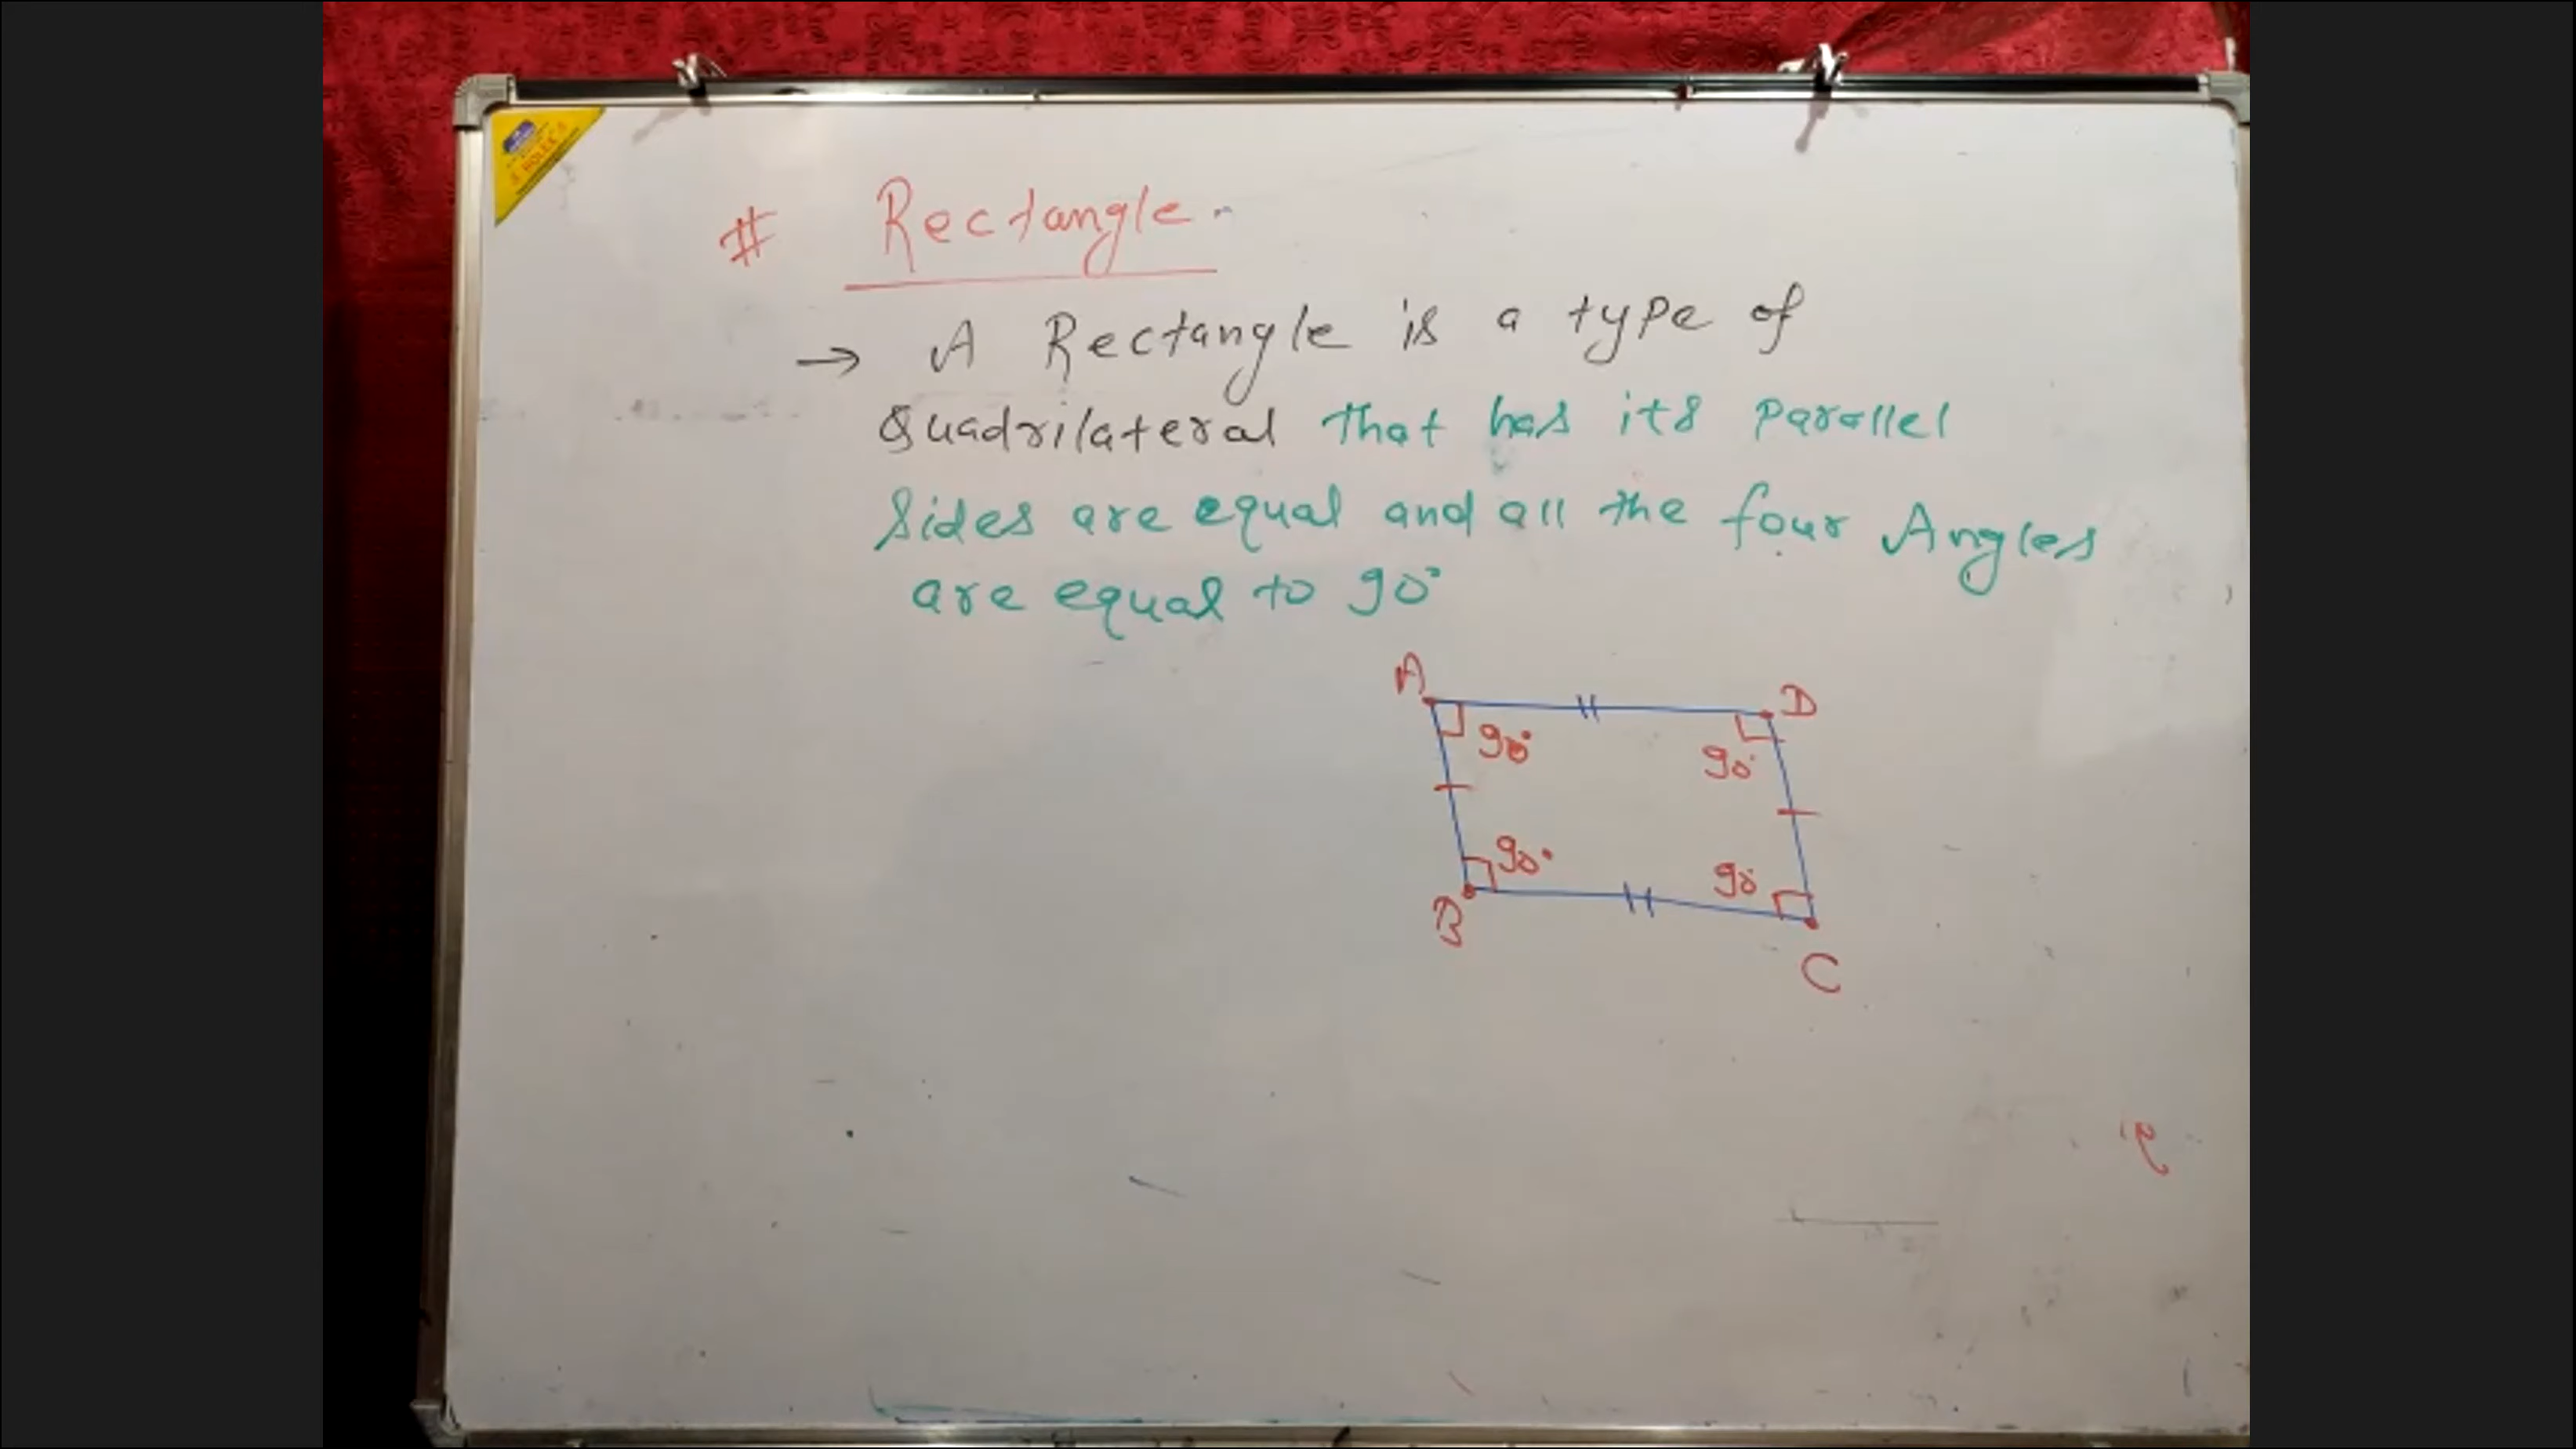 # Rectangle.
→ A Rectangle is a type of
Quadrilateral that has its parallel
sides are equal and all the four Angles
are equal to 90°
A D
90° 90°
90° 90°
B
C